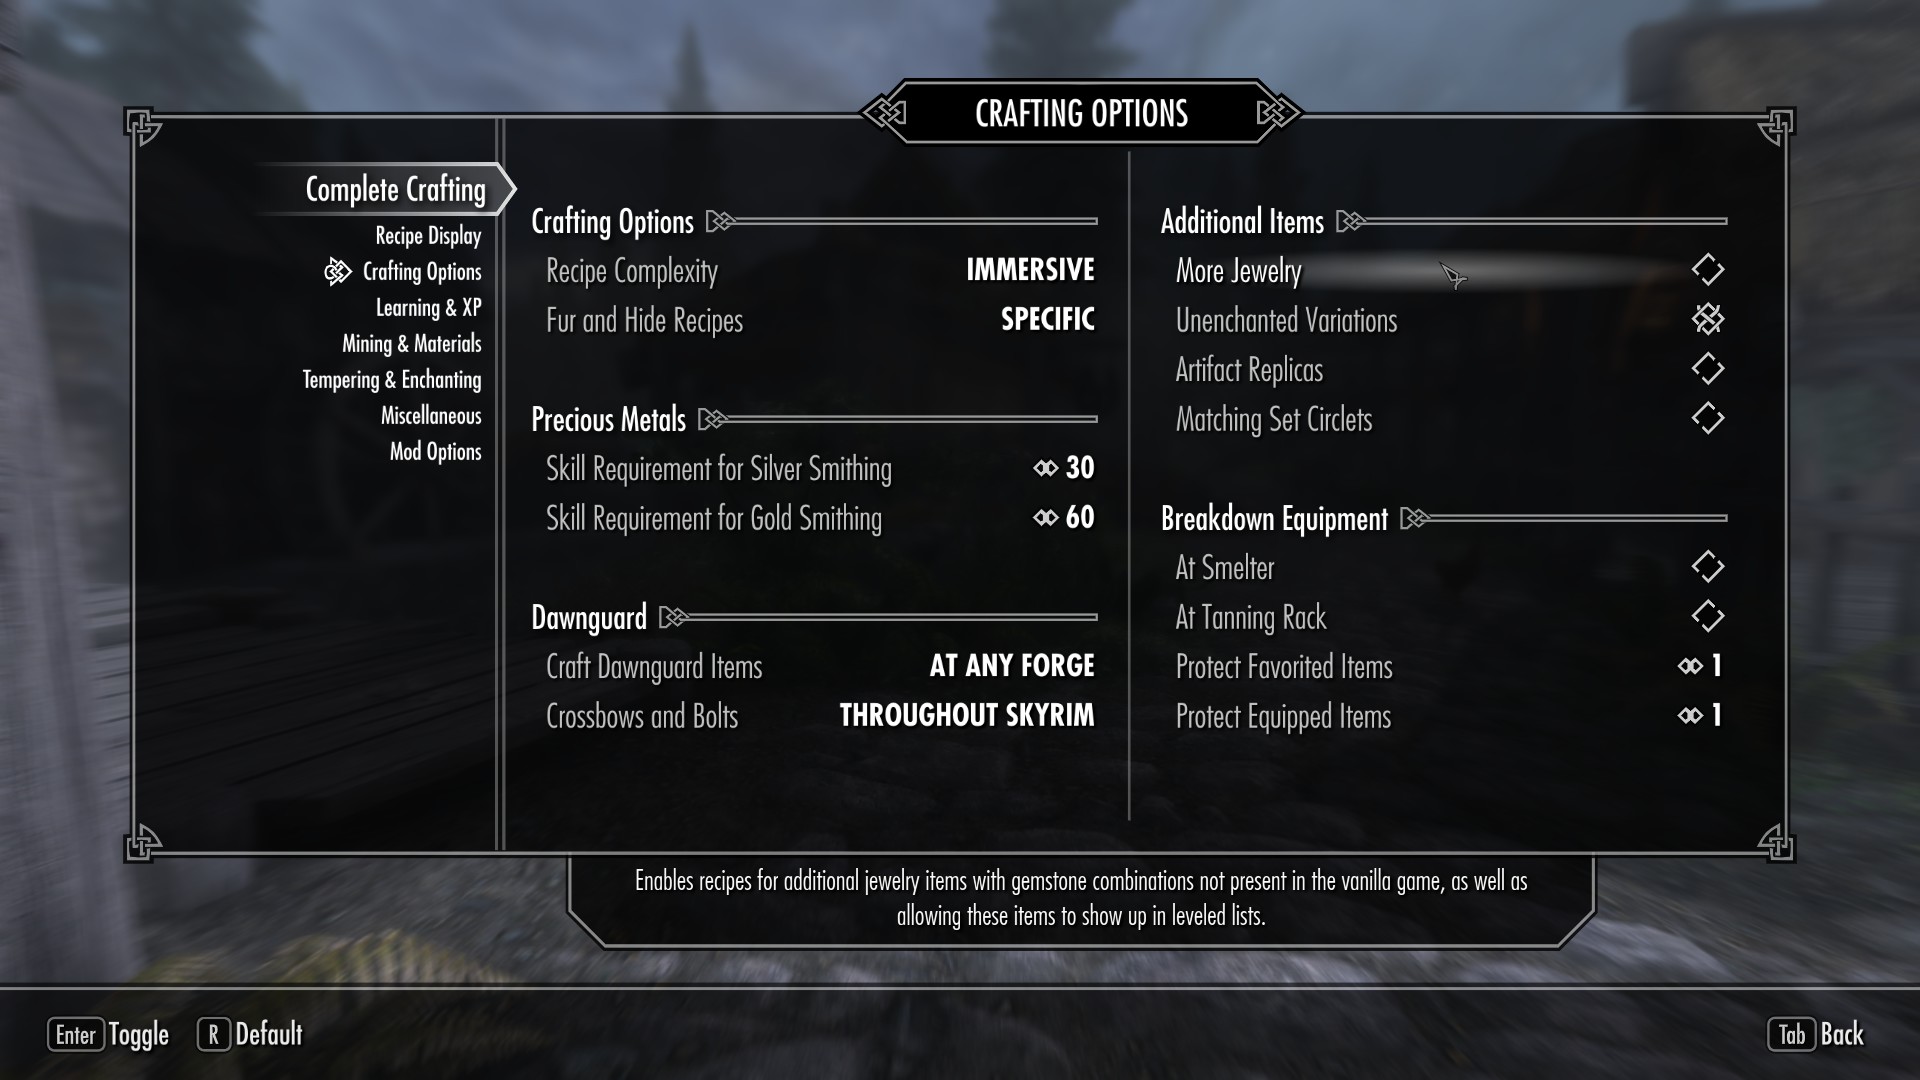 CRAFTING OPTIONS
Complete Crafting
Recipe Display
Crafting Options
Learning & XP
Mining & Materials
Tempering & Enchanting
Miscellaneous
Mod Options
Crafting Options
Recipe Complexity IMMERSIVE
Fur and Hide Recipes SPECIFIC
Precious Metals
Skill Requirement for Silver Smithing 30
Skill Requirement for Gold Smithing 60
Dawnguard
Craft Dawnguard Items AT ANY FORGE
Crossbows and Bolts THROUGHOUT SKYRIM
Additional Items
More Jewelry
Unenchanted Variations
Artifact Replicas
Matching Set Circlets
Breakdown Equipment
At Smelter
At Tanning Rack
Protect Favorited Items 1
Protect Equipped Items 1
Enables recipes for additional jewelry items with gemstone combinations not present in the vanilla game, as well as
allowing these items to show up in leveled lists.
Enter Toggle R Default Tab Back